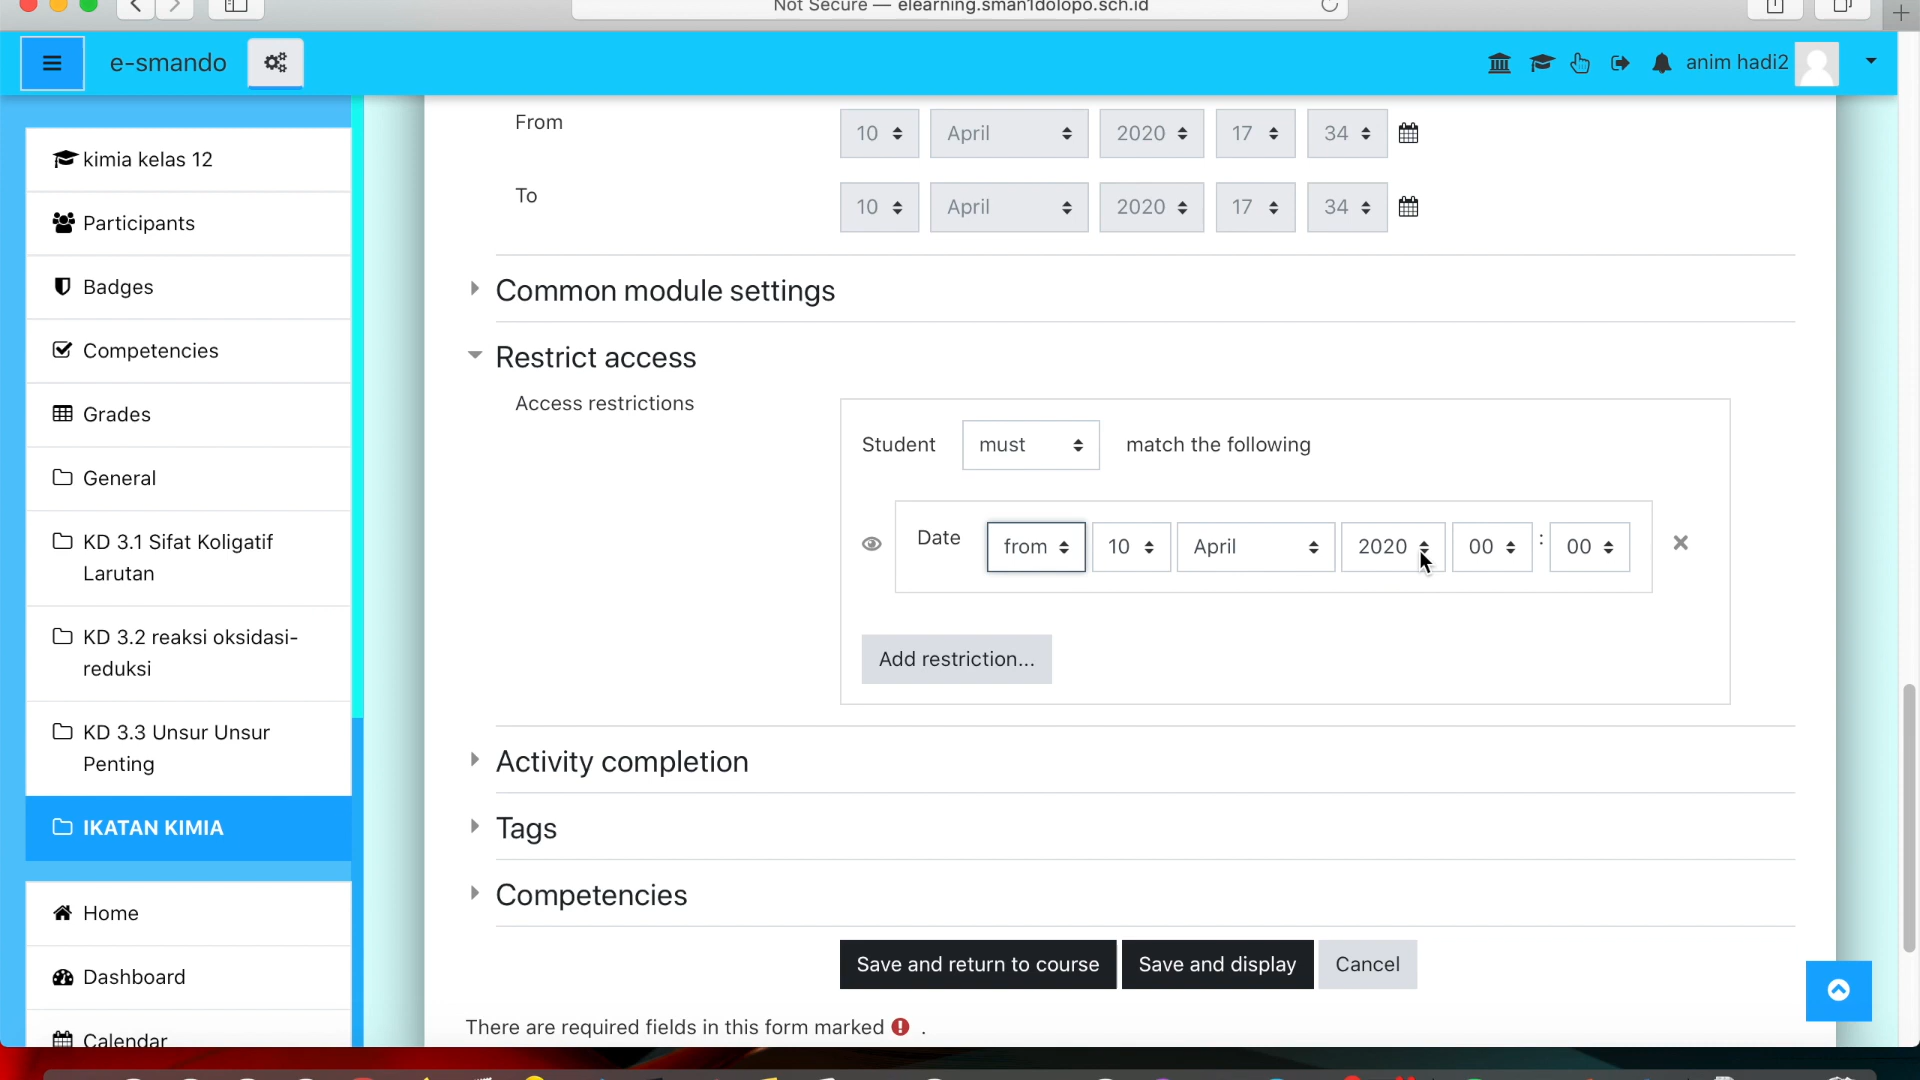 Not Secure — elearning.sman1dolopo.sch.id
e-smando
anim hadi2
kimia kelas 12
Participants
Badges
Competencies
Grades
General
KD 3.1 Sifat Koligatif
Larutan
KD 3.2 reaksi oksidasi-
reduksi
KD 3.3 Unsur Unsur
Penting
IKATAN KIMIA
Home
Dashboard
Calendar
From 10 April 2020 17 34
To 10 April 2020 17 34
Common module settings
Restrict access
Access restrictions
Student must match the following
Date from 10 April 2020 00 : 00
Add restriction...
Activity completion
Tags
Competencies
Save and return to course Save and display Cancel
There are required fields in this form marked .